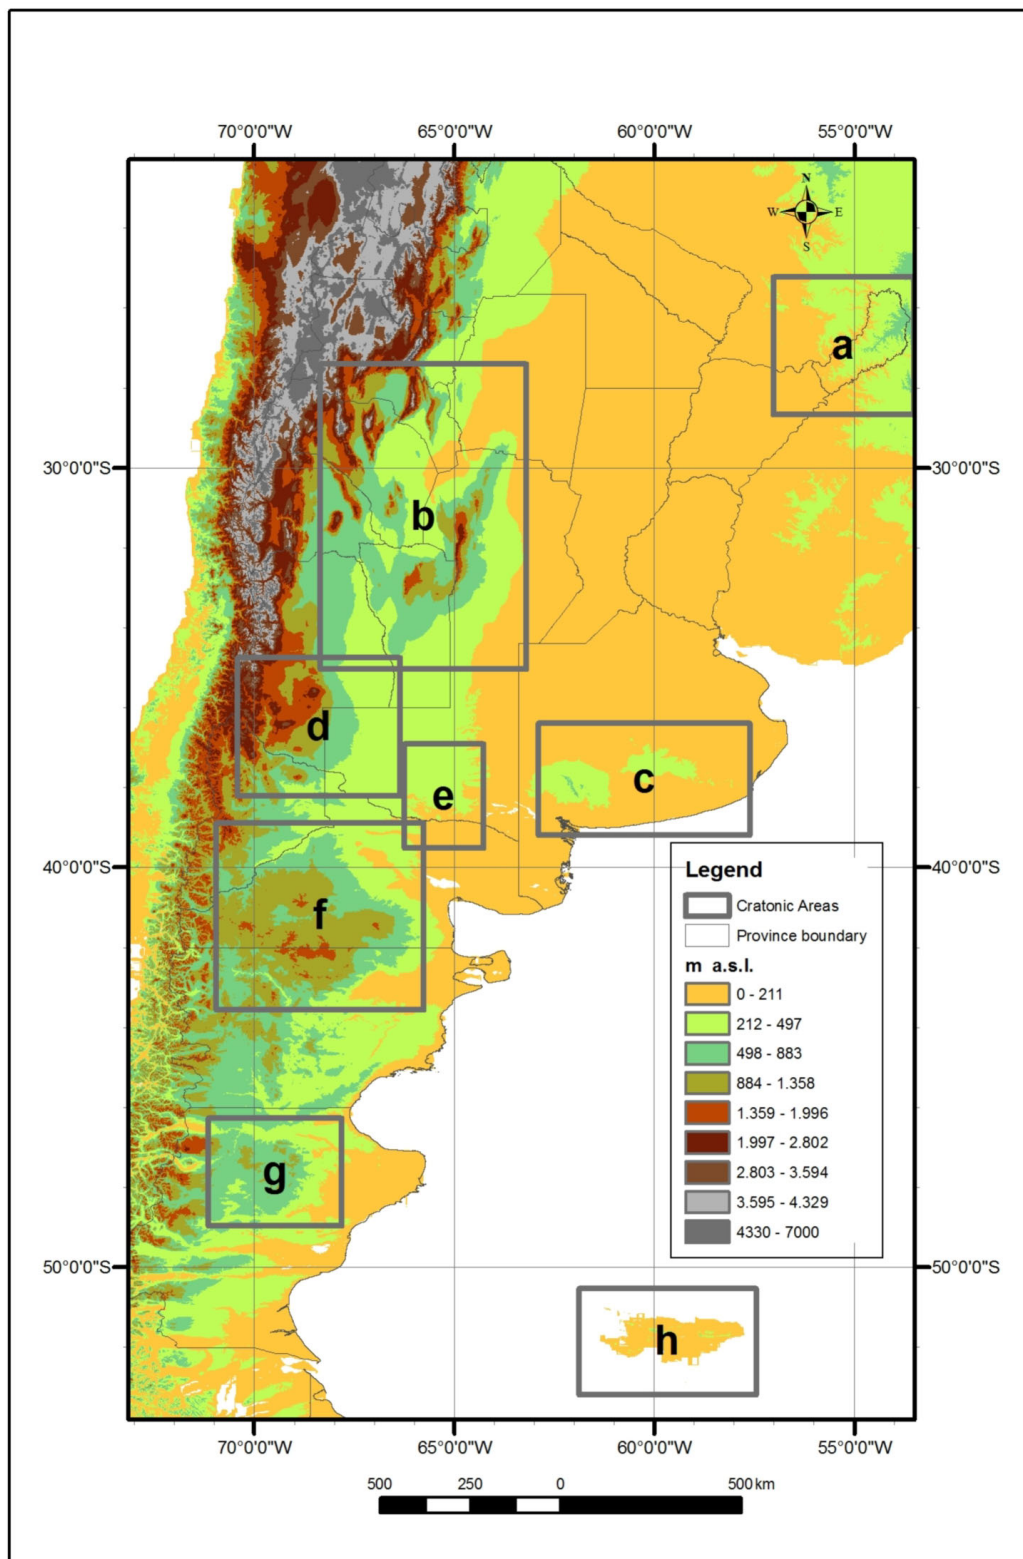 70°0'0"W 65°0'0"W 60°0'0"W 55°0'0"W
N
W E
S
a
30°0'0"S 30°0'0"S
b
d
c
e
40°0'0"S 40°0'0"S
f
Legend
Cratonic Areas
Province boundary
m a.s.l.
0 - 211
212 - 497
498 - 883
884 - 1.358
1.359 - 1.996
1.997 - 2.802
2.803 - 3.594
3.595 - 4.329
4330 - 7000
g
50°0'0"S 50°0'0"S
h
70°0'0"W 65°0'0"W 60°0'0"W 55°0'0"W
500 250 0 500 km